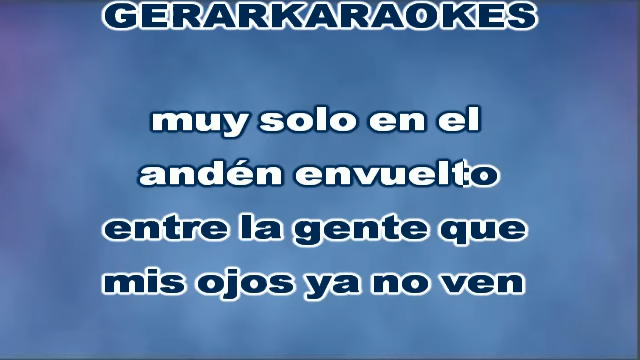 GERARKARAOKES
muy solo en el
andén envuelto
entre la gente que
mis ojos ya no ven